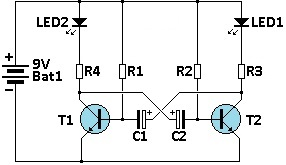 LED2
LED1
+
9V
Bat1
-
R4
R1
R2
R3
T1
C1
+
+
C2
T2